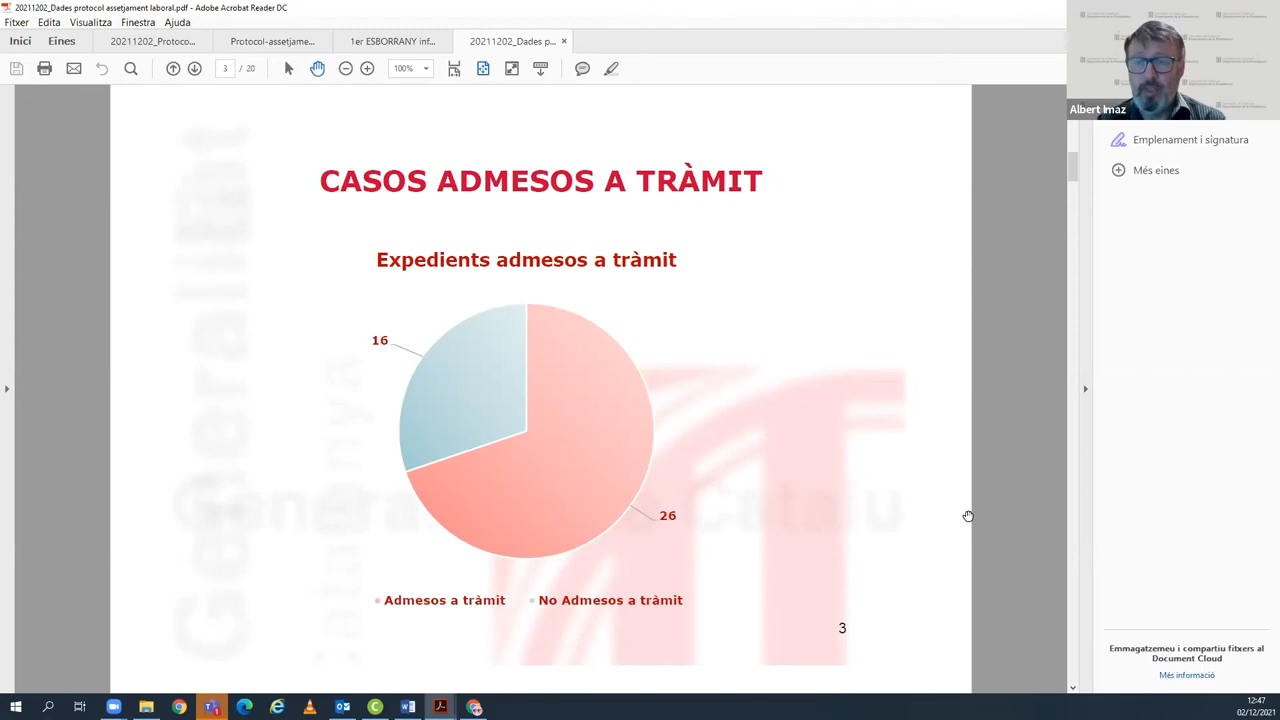 20211202_Dades protocol assetjament laboral.pdf - Adobe Acrobat Reader DC
Fitxer Edita Visualitza Finestra Ajuda
Inici Eines 20211202_Protoco... Protocol-assetjame... 1er ESBORRANY inf... 20211202_Dades p... ×
3 / 20 100%
Albert Imaz
Emplenament i signatura
Més eines
CASOS ADMESOS A TRÀMIT
Expedients admesos a tràmit
16
26
Admesos a tràmit No Admesos a tràmit
3
Emmagatzemeu i compartiu fitxers al
Document Cloud
Més informació
12:47
02/12/2021